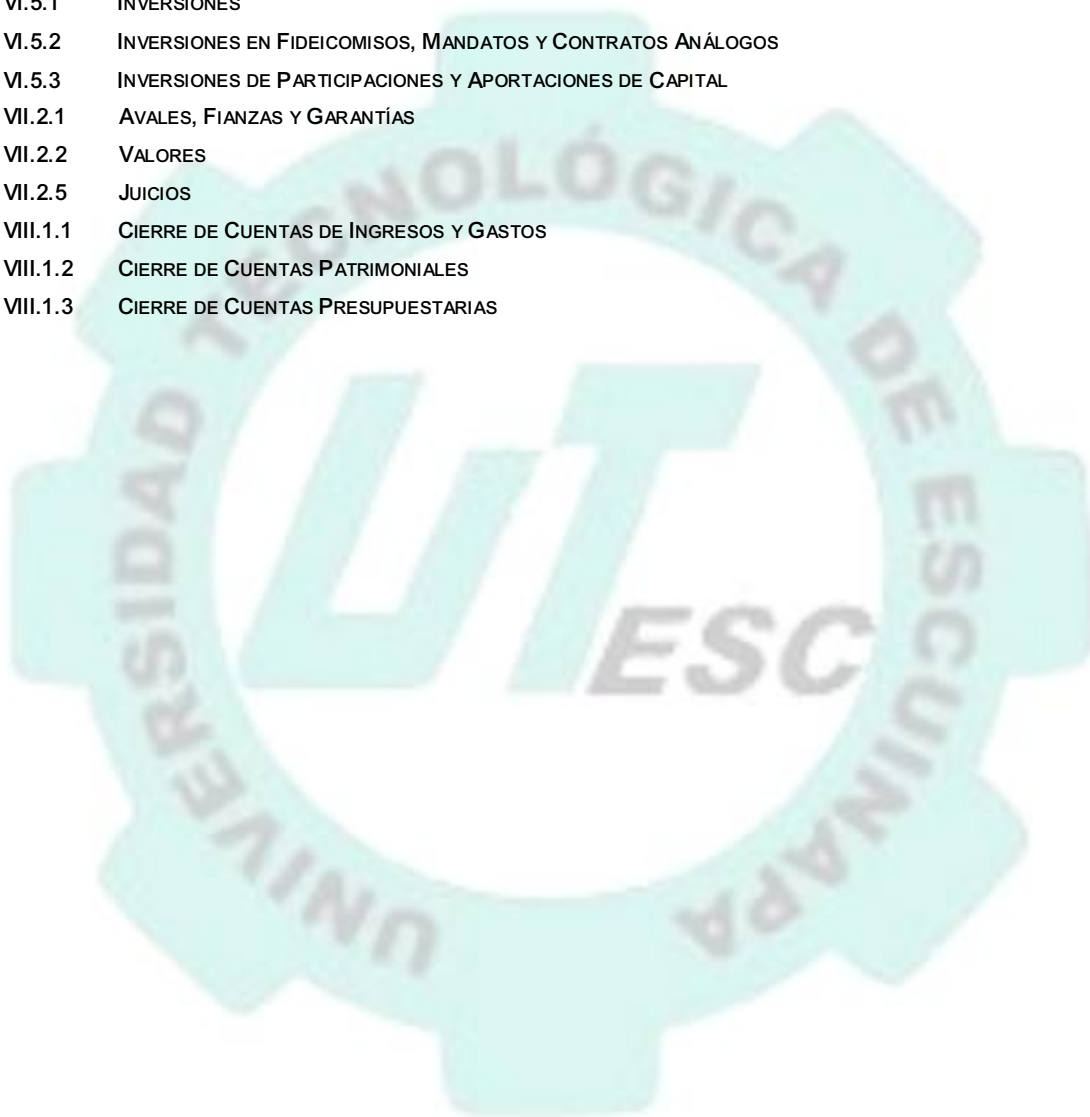 VI.5.1 INVERSIONES
VI.5.2 INVERSIONES EN FIDEICOMISOS, MANDATOS Y CONTRATOS ANÁLOGOS
VI.5.3 INVERSIONES DE PARTICIPACIONES Y APORTACIONES DE CAPITAL
VII.2.1 AVALES, FIANZAS Y GARANTÍAS
VII.2.2 VALORES
VII.2.5 JUICIOS
VIII.1.1 CIERRE DE CUENTAS DE INGRESOS Y GASTOS
VIII.1.2 CIERRE DE CUENTAS PATRIMONIALES
VIII.1.3 CIERRE DE CUENTAS PRESUPUESTARIAS
UNIVERSIDAD TECNOLÓGICA DE ESCUINAPA
UT
ESC